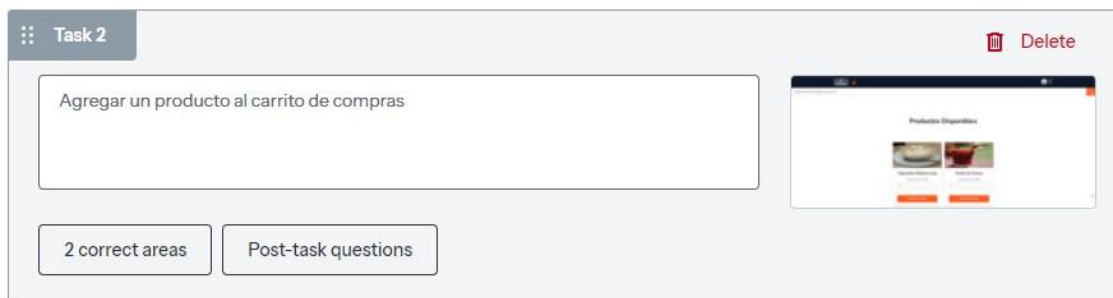 Task 2
Delete
Agregar un producto al carrito de compras
Productos Disponibles
2 correct areas
Post-task questions